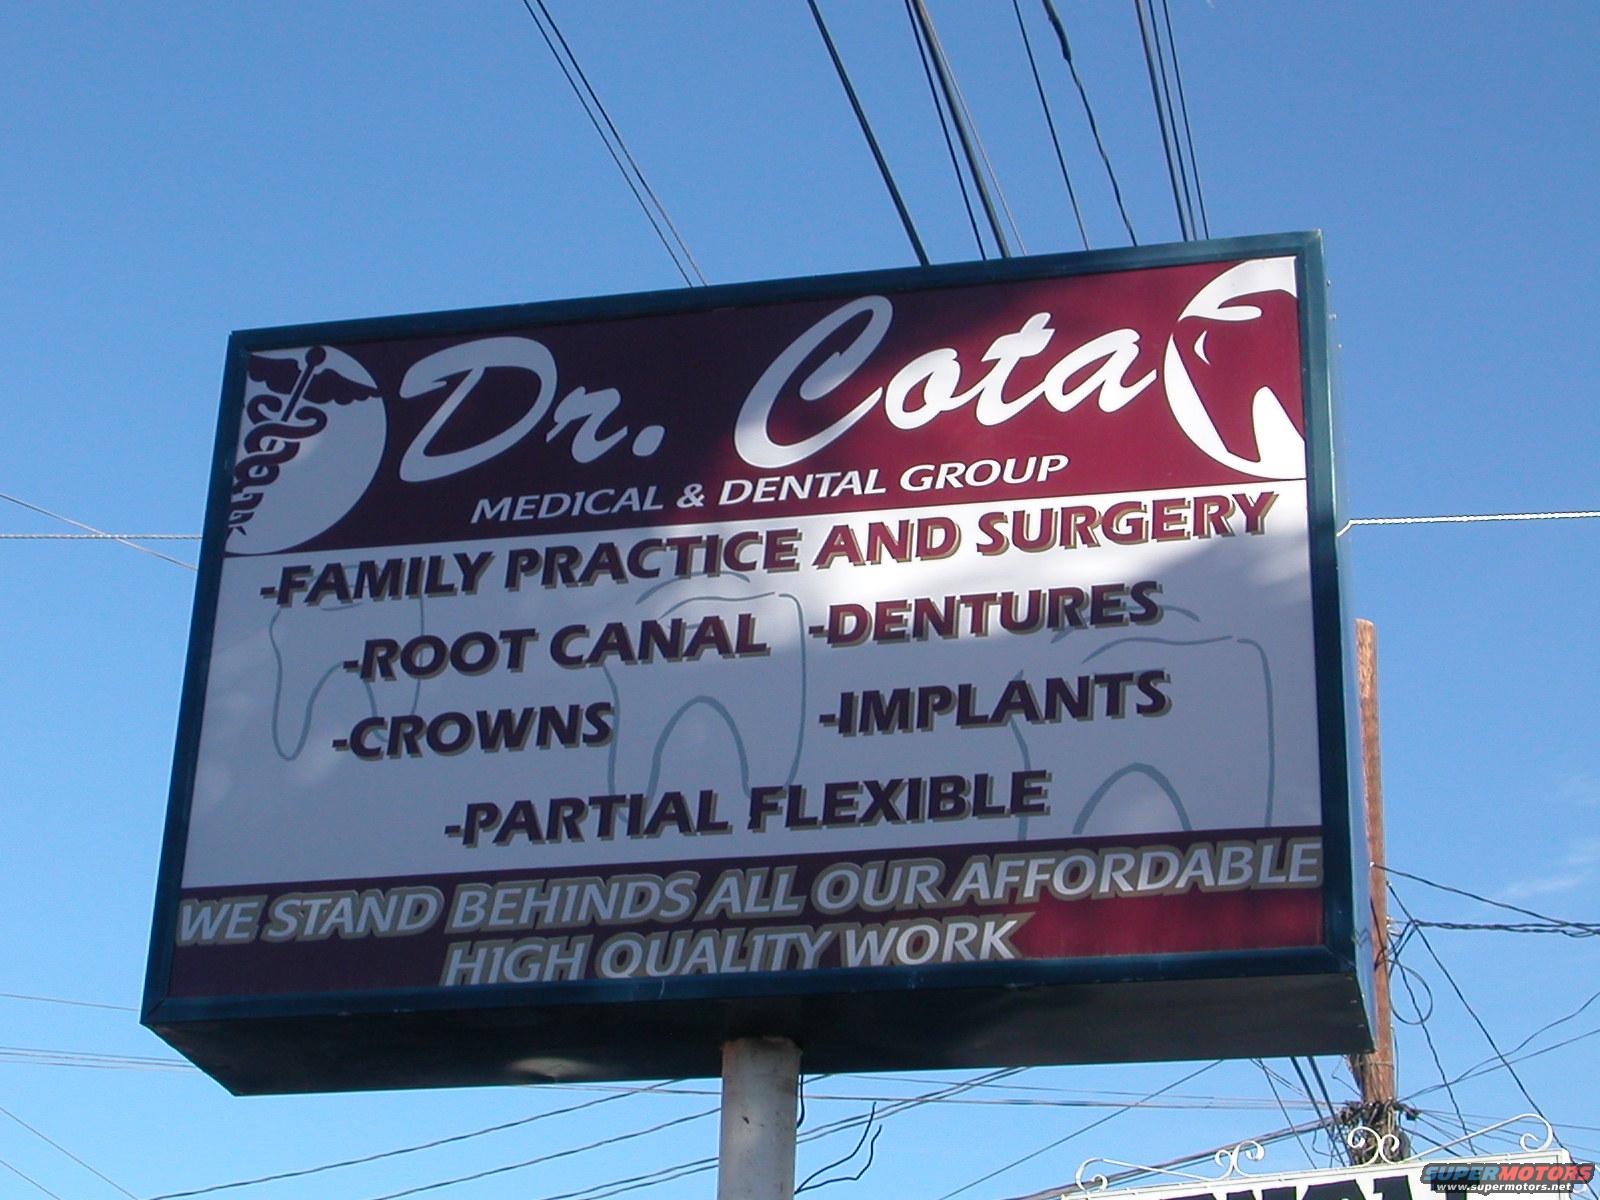 Dr. Cota
MEDICAL & DENTAL GROUP
-FAMILY PRACTICE AND SURGERY
-ROOT CANAL -DENTURES
-CROWNS -IMPLANTS
-PARTIAL FLEXIBLE
WE STAND BEHINDS ALL OUR AFFORDABLE
HIGH QUALITY WORK
SUPERMOTORS
www.supermotors.net